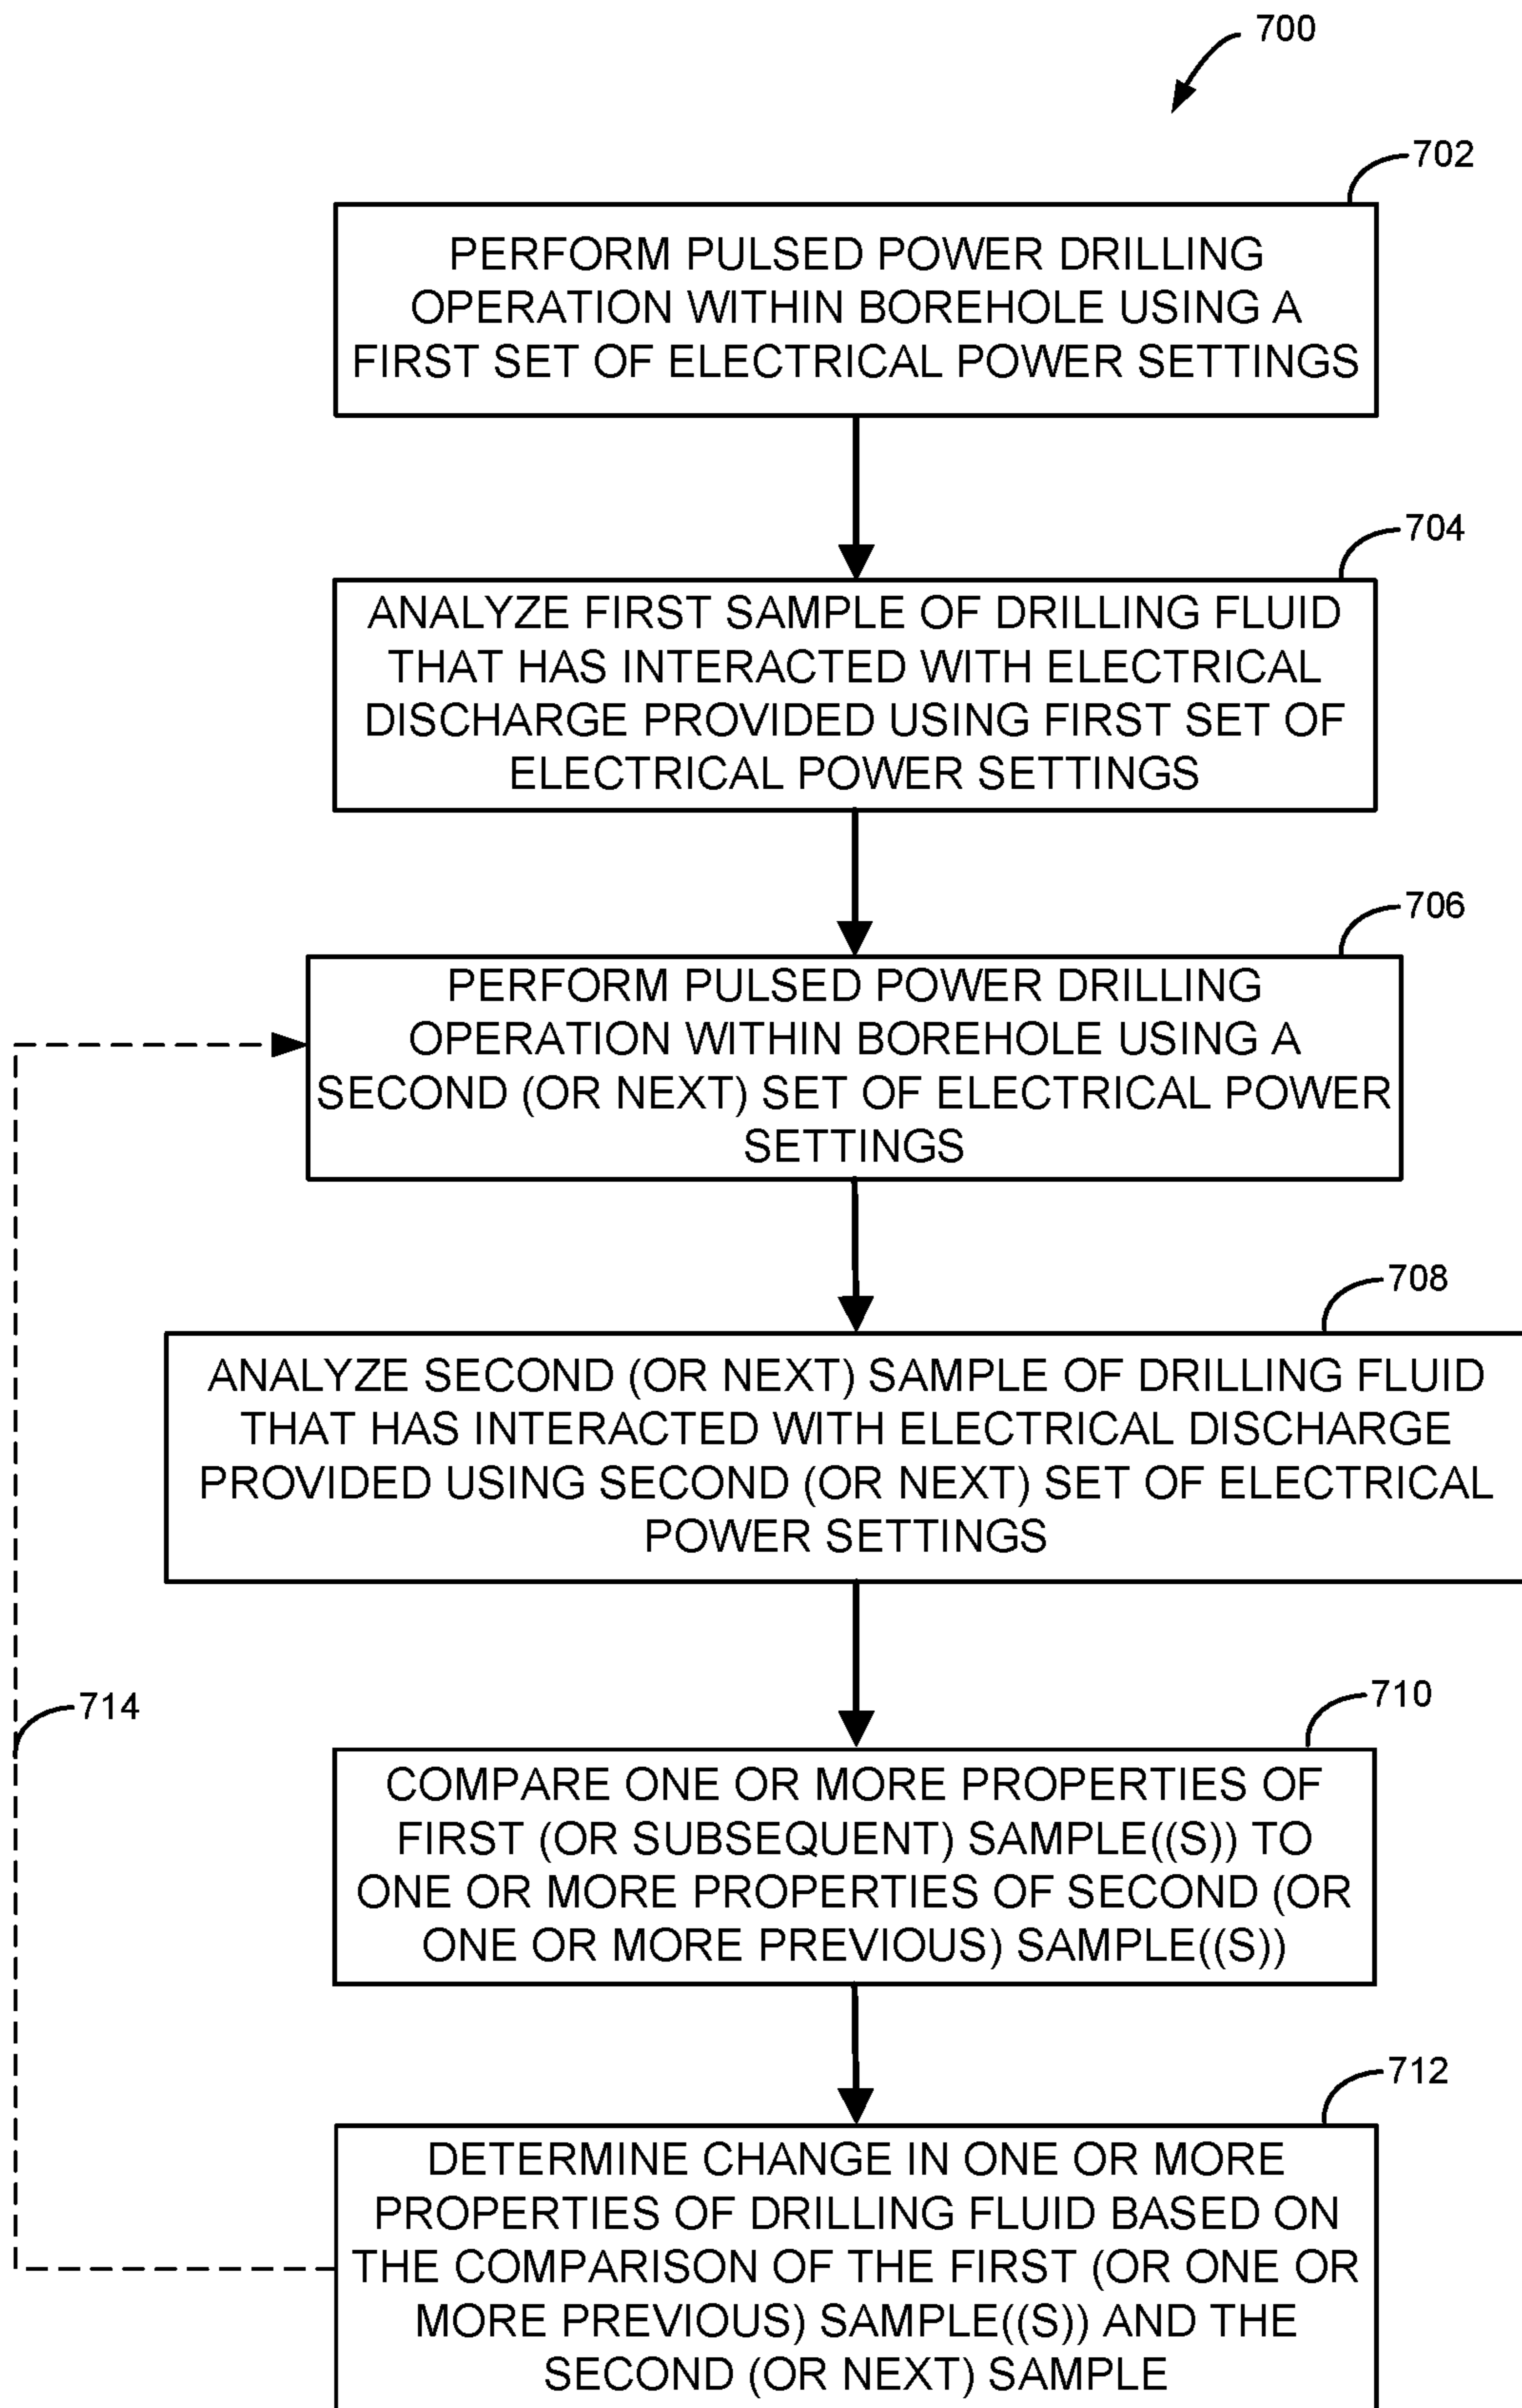 700
702
PERFORM PULSED POWER DRILLING
OPERATION WITHIN BOREHOLE USING A
FIRST SET OF ELECTRICAL POWER SETTINGS
704
ANALYZE FIRST SAMPLE OF DRILLING FLUID
THAT HAS INTERACTED WITH ELECTRICAL
DISCHARGE PROVIDED USING FIRST SET OF
ELECTRICAL POWER SETTINGS
706
PERFORM PULSED POWER DRILLING
OPERATION WITHIN BOREHOLE USING A
SECOND (OR NEXT) SET OF ELECTRICAL POWER
SETTINGS
708
ANALYZE SECOND (OR NEXT) SAMPLE OF DRILLING FLUID
THAT HAS INTERACTED WITH ELECTRICAL DISCHARGE
PROVIDED USING SECOND (OR NEXT) SET OF ELECTRICAL
POWER SETTINGS
714
710
COMPARE ONE OR MORE PROPERTIES OF
FIRST (OR SUBSEQUENT) SAMPLE((S)) TO
ONE OR MORE PROPERTIES OF SECOND (OR
ONE OR MORE PREVIOUS) SAMPLE((S))
712
DETERMINE CHANGE IN ONE OR MORE
PROPERTIES OF DRILLING FLUID BASED ON
THE COMPARISON OF THE FIRST (OR ONE OR
MORE PREVIOUS) SAMPLE((S)) AND THE
SECOND (OR NEXT) SAMPLE